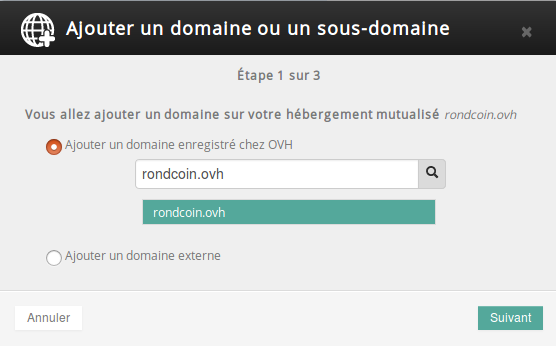 Ajouter un domaine ou un sous-domaine
Étape 1 sur 3
Vous allez ajouter un domaine sur votre hébergement mutualisé rondcoin.ovh
Ajouter un domaine enregistré chez OVH
rondcoin.ovh
rondcoin.ovh
Ajouter un domaine externe
Annuler
Suivant